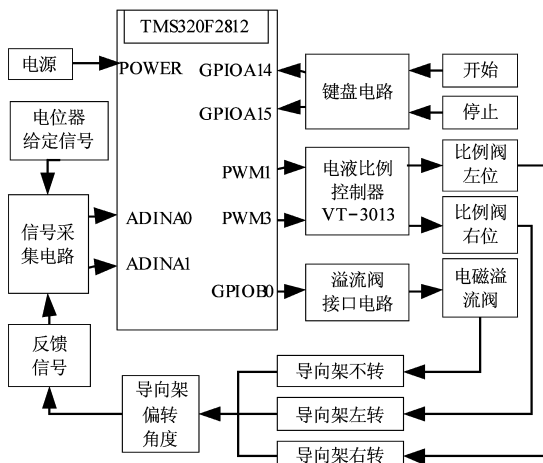 TMS320F2812
电源
POWER
GPIOA14
GPIOA15
键盘电路
开始
停止
电位器
给定信号
PWM1
PWM3
电液比例
控制器
VT-3013
比例阀
左位
比例阀
右位
信号采
集电路
ADINA0
ADINA1
GPIOB0
溢流阀
接口电路
电磁溢
流阀
反馈
信号
导向架
偏转
角度
导向架不转
导向架左转
导向架右转